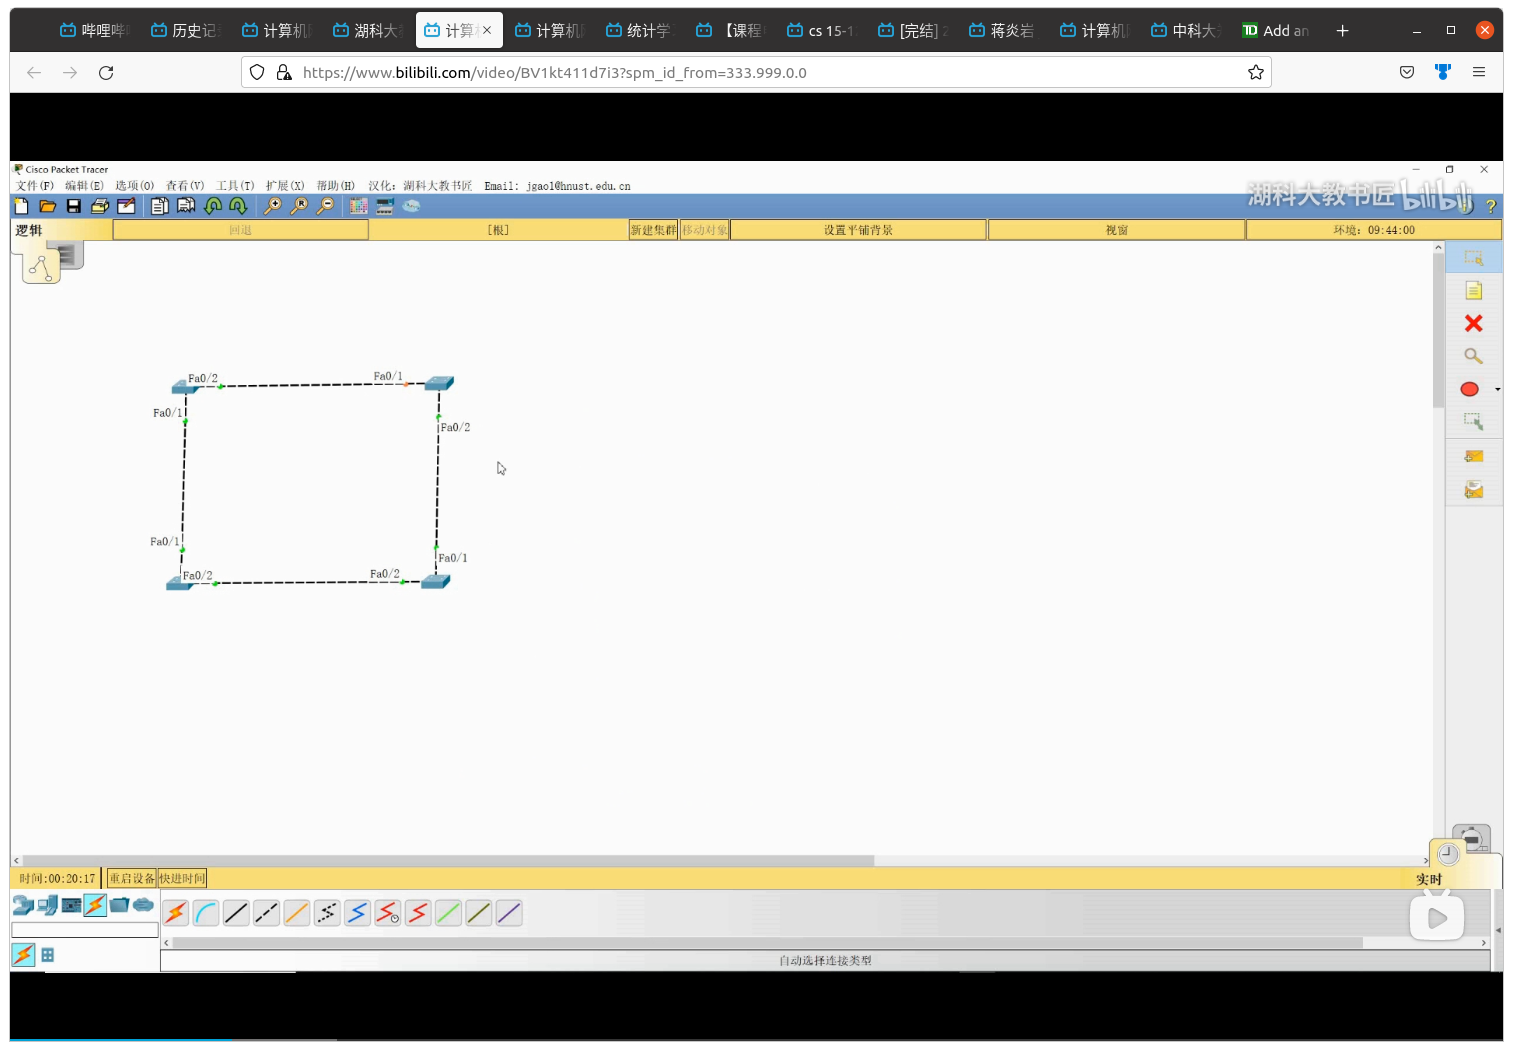 哔哩哔 历史记 计算机 湖科大 计算 计算机 统计学 【课程 cs 15-1 [完结] 2 蒋炎岩 计算机 中科大 Add an
https://www.bilibili.com/video/BV1kt411d7i3?spm_id_from=333.999.0.0
Cisco Packet Tracer
文件(F) 编辑(E) 选项(O) 查看(V) 工具(T) 扩展(X) 帮助(H) 汉化: 湖科大教书匠 Email: jgao1@hnust.edu.cn
湖科大教书匠 bilibili
逻辑 回退 [根] 新建集群 移动对象 设置平铺背景 视窗 环境: 09:44:00
Fa0/2 Fa0/1
Fa0/1
Fa0/2
Fa0/1
Fa0/1
Fa0/2 Fa0/2
时间:00:20:17 重启设备 快进时间 实时
自动选择连接类型